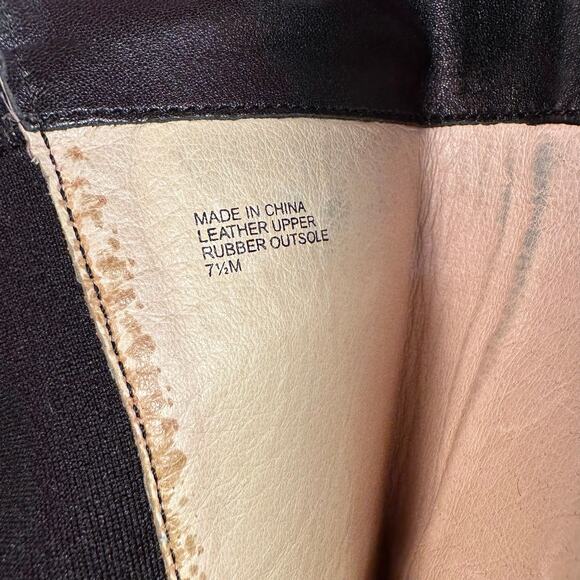 MADE IN CHINA
LEATHER UPPER
RUBBER OUTSOLE
7½M